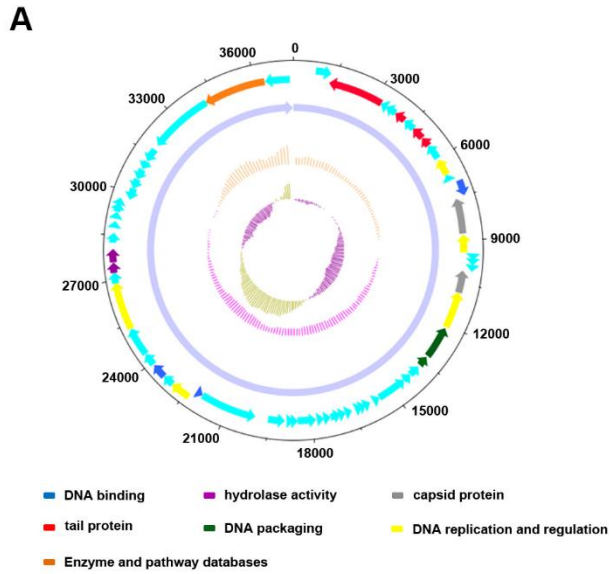 A
0
36000
3000
33000
6000
30000
9000
27000
12000
24000
15000
21000
18000
DNA binding
hydrolase activity
capsid protein
tail protein
DNA packaging
DNA replication and regulation
Enzyme and pathway databases